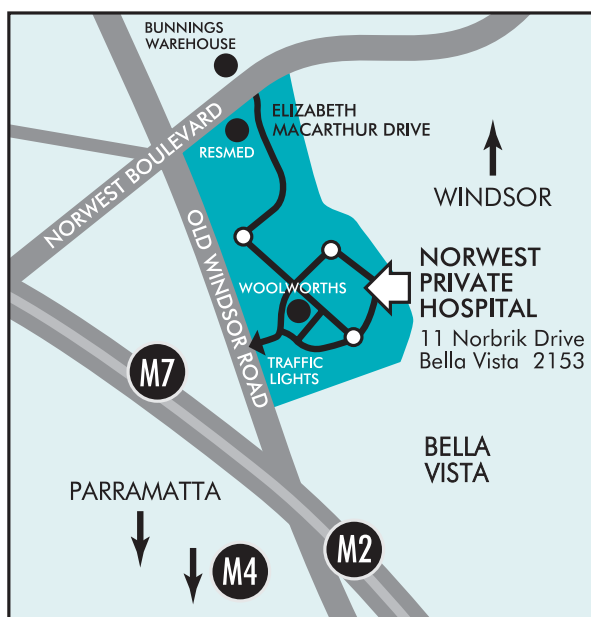 BUNNINGS
WAREHOUSE
ELIZABETH
MACARTHUR DRIVE
RESMED
NORWEST BOULEVARD
WINDSOR
OLD WINDSOR ROAD
NORWEST
PRIVATE
HOSPITAL
11 Norbrik Drive
Bella Vista 2153
WOOLWORTHS
TRAFFIC
LIGHTS
M7
BELLA
VISTA
PARRAMATTA
M2
M4